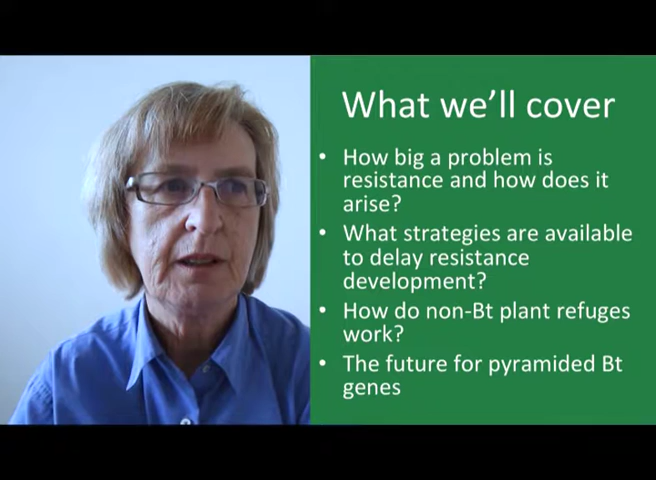 What we'll cover
• How big a problem is
resistance and how does it
arise?
• What strategies are available
to delay resistance
development?
• How do non-Bt plant refuges
work?
• The future for pyramided Bt
genes